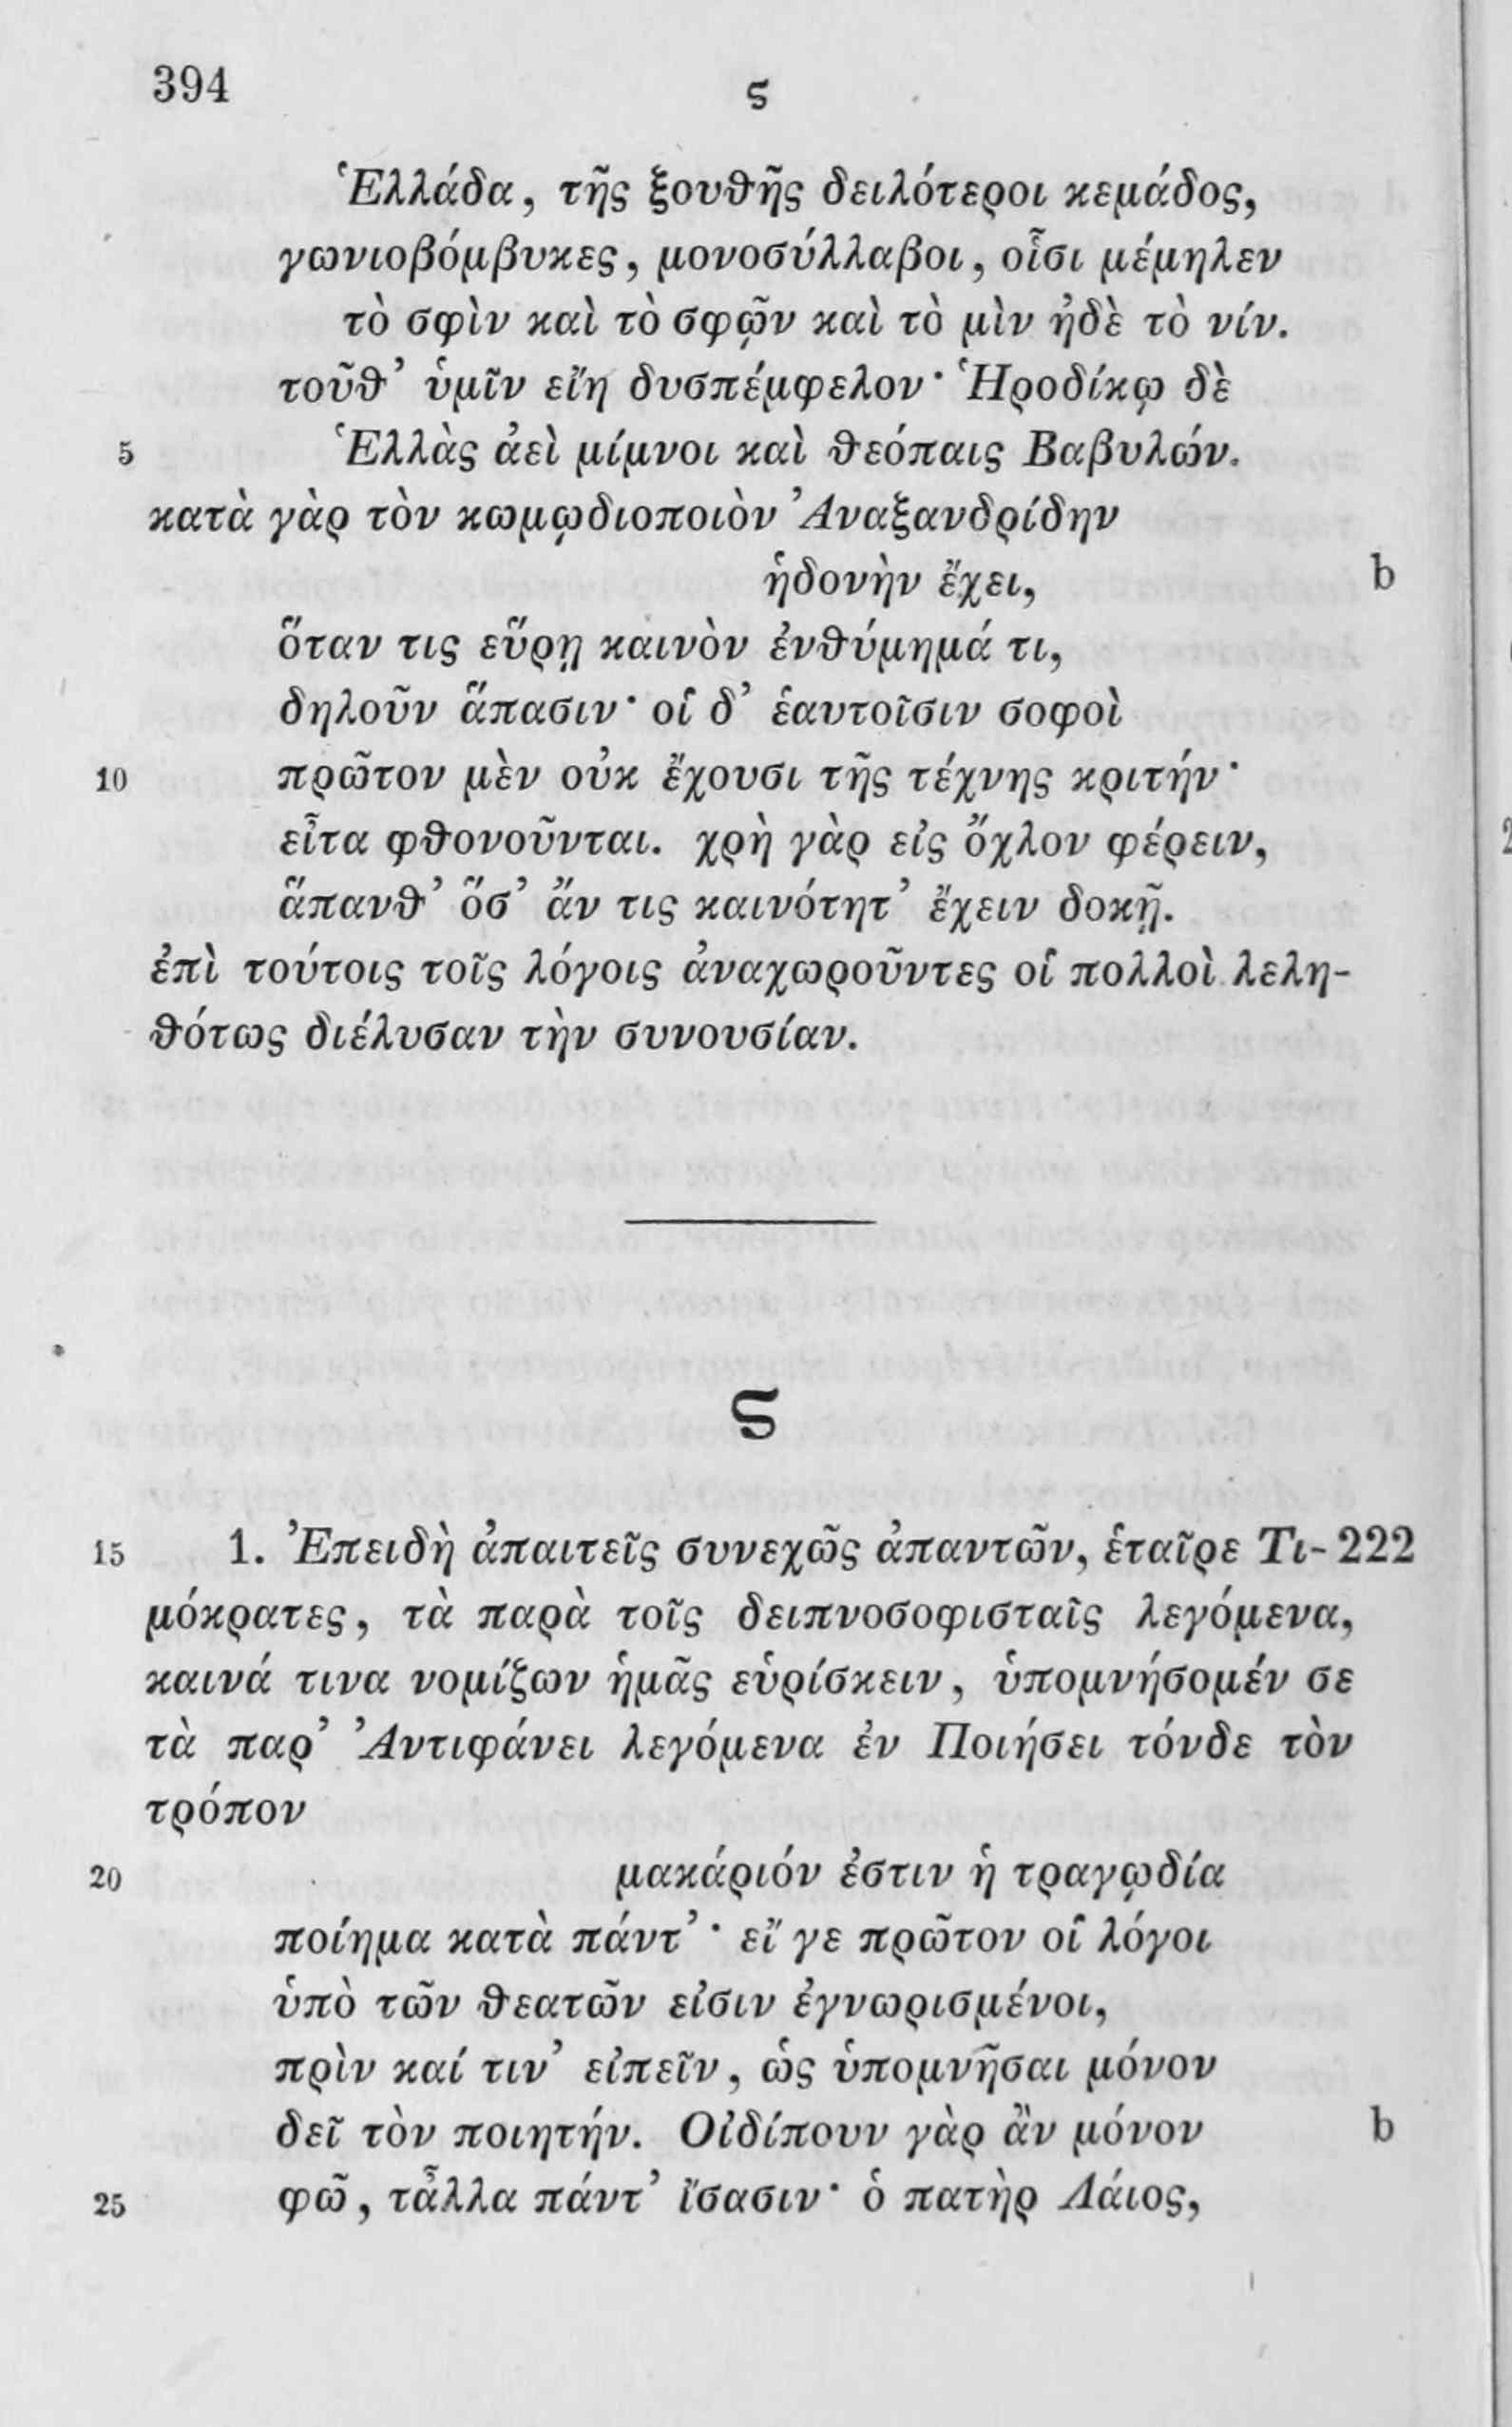 394 ϛ
Ἑλλάδα, τῆς ξουθῆς δειλότεροι κεμάδος,
γωνιοβόμβυκες, μονοσύλλαβοι, οἷσι μέμηλεν
τὸ σφὶν καὶ τὸ σφῷν καὶ τὸ μὶν ἠδὲ τὸ νίν.
τοῦθ’ ὑμῖν εἴη δυσπέμφελον· Ἡροδίκῳ δὲ
5 Ἑλλὰς ἀεὶ μίμνοι καὶ θεόπαις Βαβυλών.
κατὰ γὰρ τὸν κωμῳδιοποιὸν Ἀναξανδρίδην
ἡδονὴν ἔχει, b
ὅταν τις εὕρῃ καινὸν ἐνθύμημά τι,
δηλοῦν ἅπασιν· οἱ δ’ ἑαυτοῖσιν σοφοὶ
10 πρῶτον μὲν οὐκ ἔχουσι τῆς τέχνης κριτήν·
εἶτα φθονοῦνται. χρὴ γὰρ εἰς ὄχλον φέρειν,
ἅπανθ’ ὅσ’ ἄν τις καινότητ’ ἔχειν δοκῇ.
ἐπὶ τούτοις τοῖς λόγοις ἀναχωροῦντες οἱ πολλοὶ λελη-
θότως διέλυσαν τὴν συνουσίαν.
ϛ
15 1. Ἐπειδὴ ἀπαιτεῖς συνεχῶς ἀπαντῶν, ἑταῖρε Τι- 222
μόκρατες, τὰ παρὰ τοῖς δειπνοσοφισταῖς λεγόμενα,
καινά τινα νομίζων ἡμᾶς εὑρίσκειν, ὑπομνήσομέν σε
τὰ παρ’ Ἀντιφάνει λεγόμενα ἐν Ποιήσει τόνδε τὸν
τρόπον
20 μακάριόν ἐστιν ἡ τραγῳδία
ποίημα κατὰ πάντ’· εἴ γε πρῶτον οἱ λόγοι
ὑπὸ τῶν θεατῶν εἰσιν ἐγνωρισμένοι,
πρὶν καί τιν’ εἰπεῖν, ὡς ὑπομνῆσαι μόνον
δεῖ τὸν ποιητήν. Οἰδίπουν γὰρ ἂν μόνον b
25 φῶ, τἆλλα πάντ’ ἴσασιν· ὁ πατὴρ Λάιος,